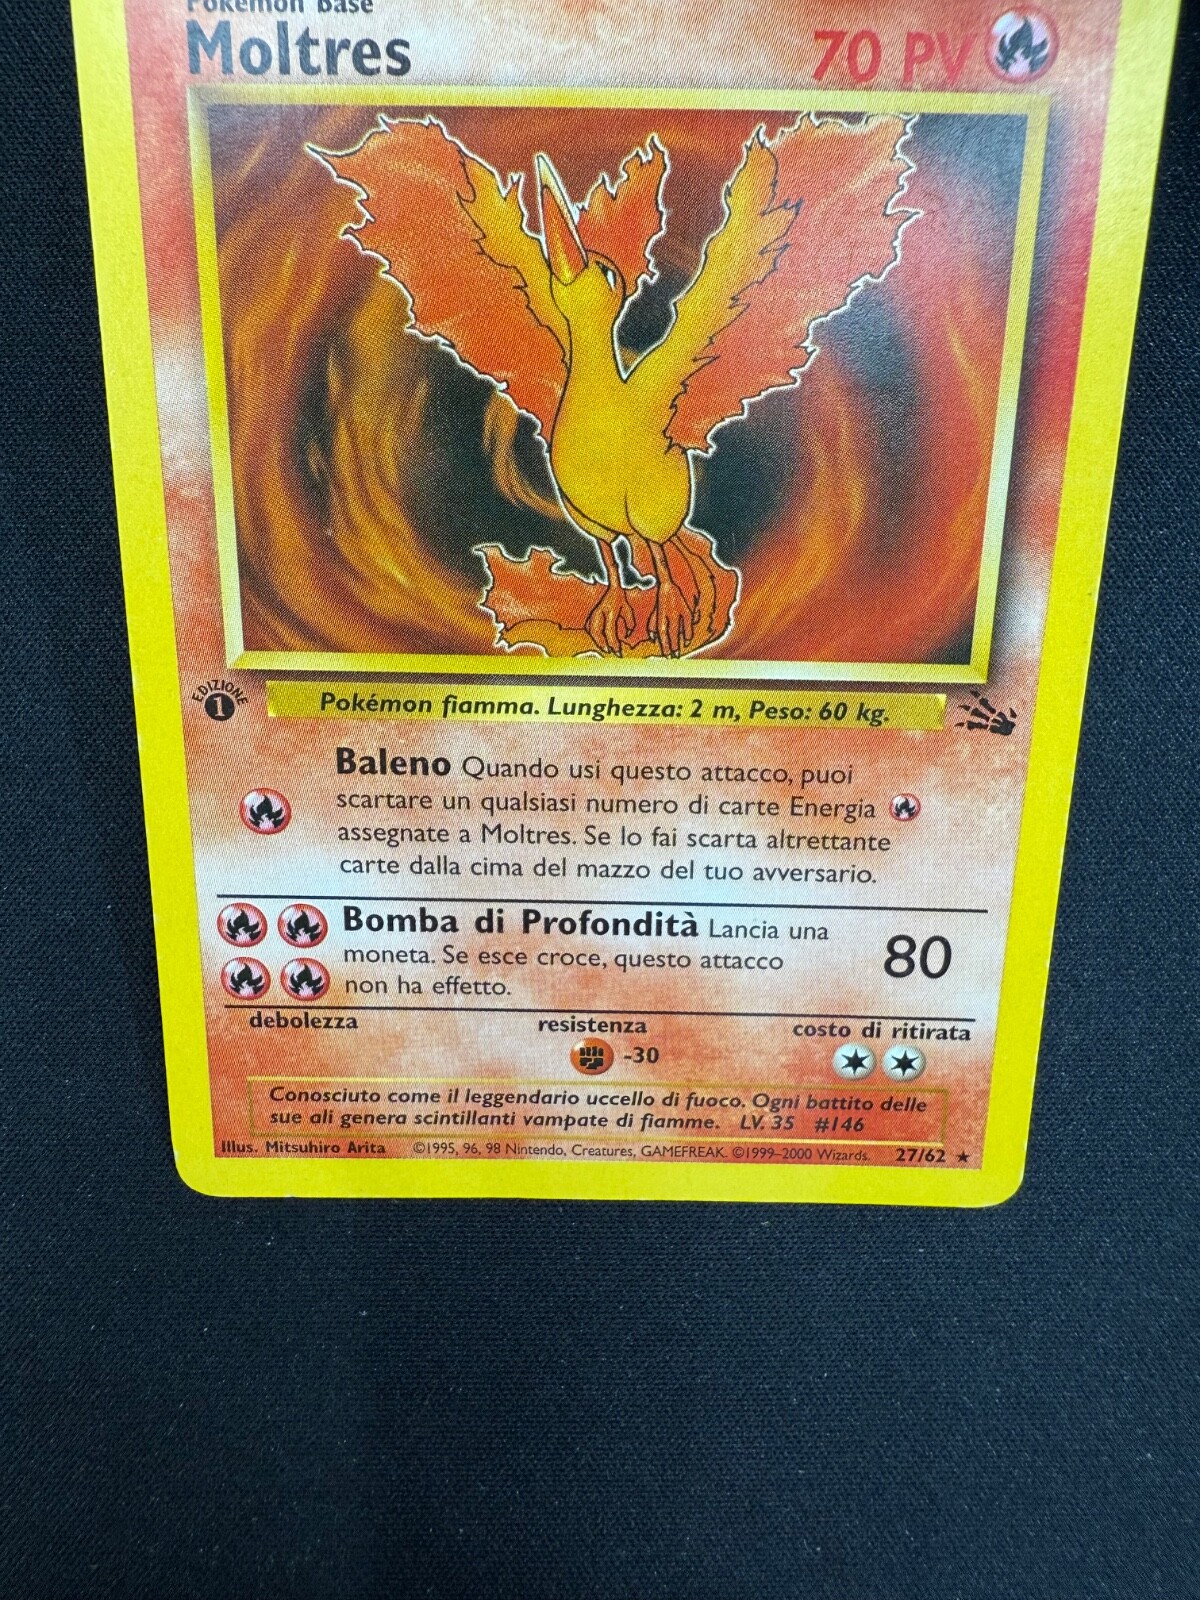 Pokémon Base
Moltres
70 PV
EDIZIONE
1
Pokémon fiamma. Lunghezza: 2 m, Peso: 60 kg.
Baleno Quando usi questo attacco, puoi
scartare un qualsiasi numero di carte Energia
assegnate a Moltres. Se lo fai scarta altrettante
carte dalla cima del mazzo del tuo avversario.
Bomba di Profondità Lancia una
moneta. Se esce croce, questo attacco
non ha effetto.
80
debolezza
resistenza
costo di ritirata
-30
Conosciuto come il leggendario uccello di fuoco. Ogni battito delle
sue ali genera scintillanti vampate di fiamme. LV. 35 #146
Illus. Mitsuhiro Arita ©1995, 96, 98 Nintendo, Creatures, GAMEFREAK. ©1999–2000 Wizards. 27/62 ★